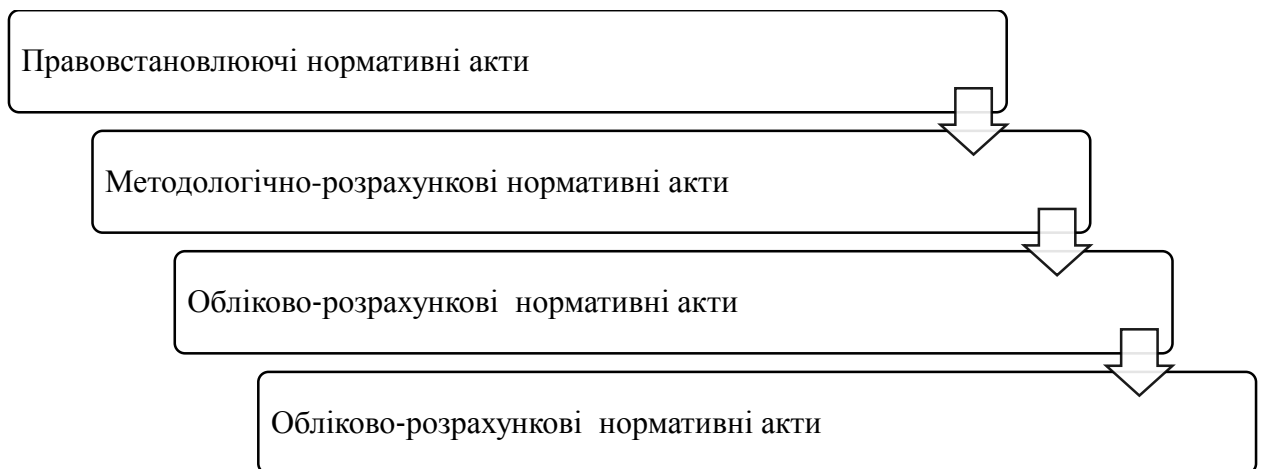 Правовстановлюючі нормативні акти
Методологічно-розрахункові нормативні акти
Обліково-розрахункові  нормативні акти
Обліково-розрахункові  нормативні акти